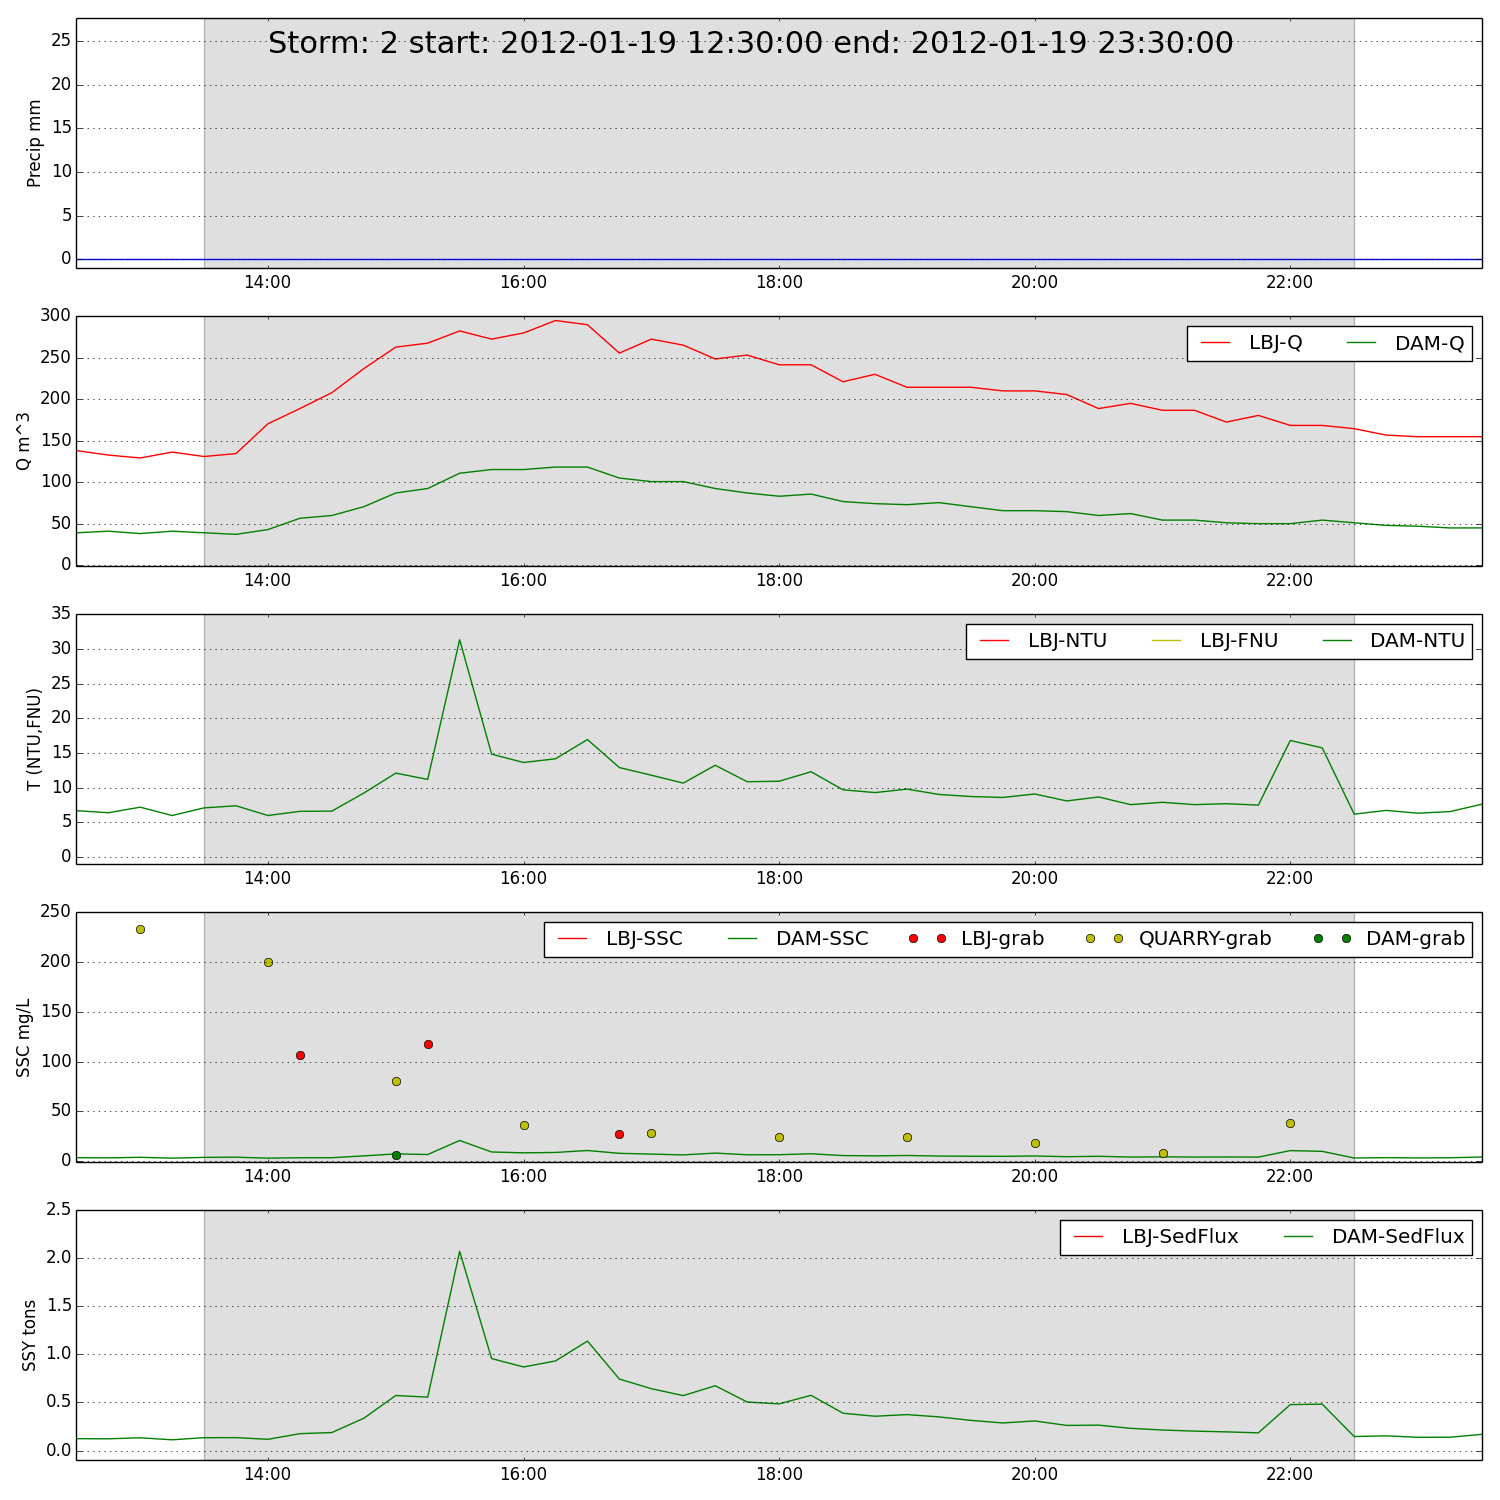 Storm: 2 start: 2012-01-19 12:30:00 end: 2012-01-19 23:30:00
Precip mm
25
20
15
10
5
0
14:00 16:00 18:00 20:00 22:00
LBJ-Q DAM-Q
Q m^3
300
250
200
150
100
50
0
14:00 16:00 18:00 20:00 22:00
LBJ-NTU LBJ-FNU DAM-NTU
T (NTU,FNU)
35
30
25
20
15
10
5
0
14:00 16:00 18:00 20:00 22:00
LBJ-SSC DAM-SSC LBJ-grab QUARRY-grab DAM-grab
SSC mg/L
250
200
150
100
50
0
14:00 16:00 18:00 20:00 22:00
LBJ-SedFlux DAM-SedFlux
SSY tons
2.5
2.0
1.5
1.0
0.5
0.0
14:00 16:00 18:00 20:00 22:00